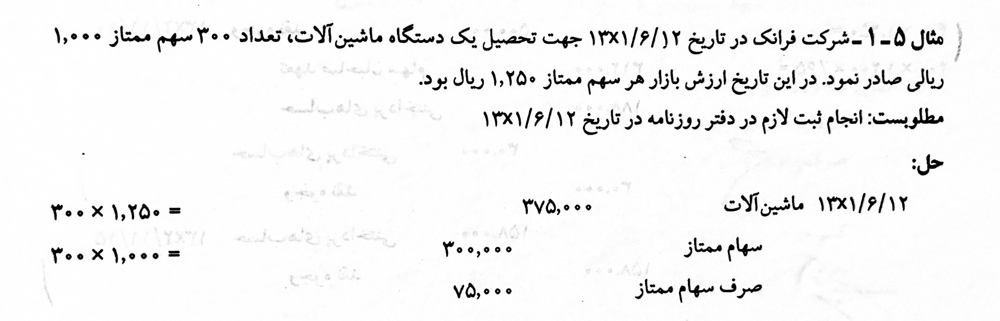 مثال ۵ ـ ۱ ـ شرکت فرانک در تاریخ ۱۳x۱/۶/۱۲ جهت تحصیل یک دستگاه ماشین‌آلات، تعداد ۳۰۰ سهم ممتاز ۱,۰۰۰
ریالی صادر نمود. در این تاریخ ارزش بازار هر سهم ممتاز ۱,۲۵۰ ریال بود.
مطلوبست: انجام ثبت لازم در دفتر روزنامه در تاریخ ۱۳x۱/۶/۱۲
حل:
۱۳x۱/۶/۱۲ ماشین‌آلات ۳۷۵,۰۰۰ ۳۰۰ × ۱,۲۵۰ =
سهام ممتاز ۳۰۰,۰۰۰ ۳۰۰ × ۱,۰۰۰ =
صرف سهام ممتاز ۷۵,۰۰۰